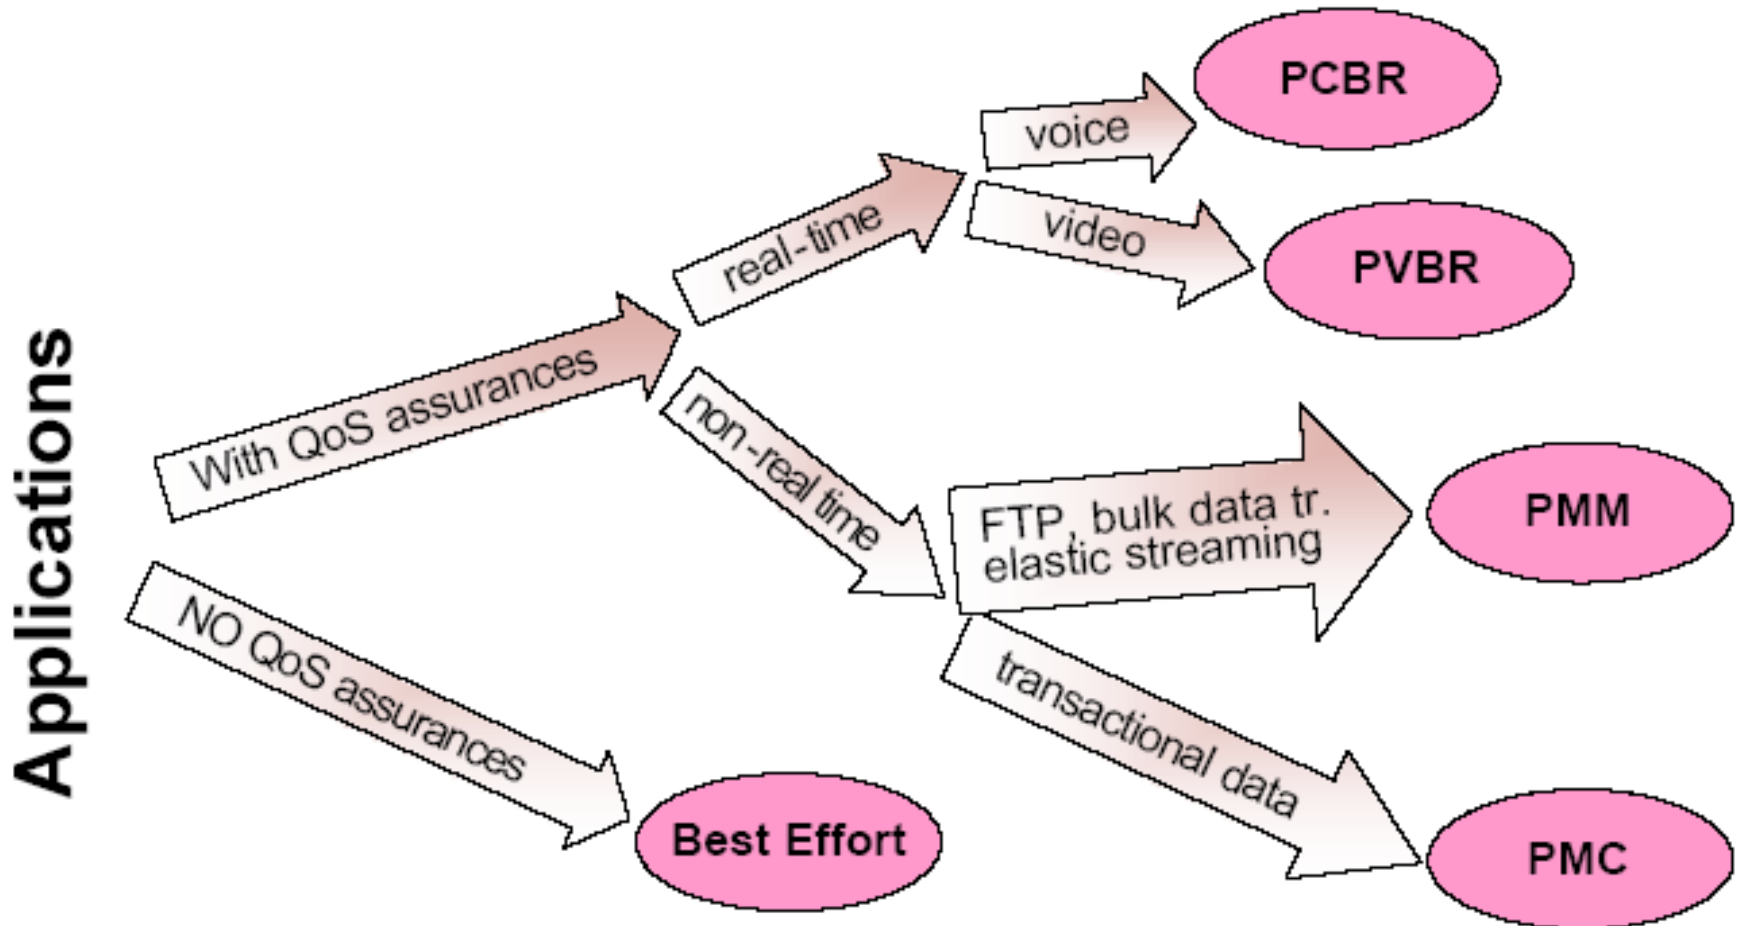 Applications
With QoS assurances
real-time
voice
PCBR
video
PVBR
non-real time
FTP, bulk data tr.
elastic streaming
PMM
transactional data
PMC
NO QoS assurances
Best Effort